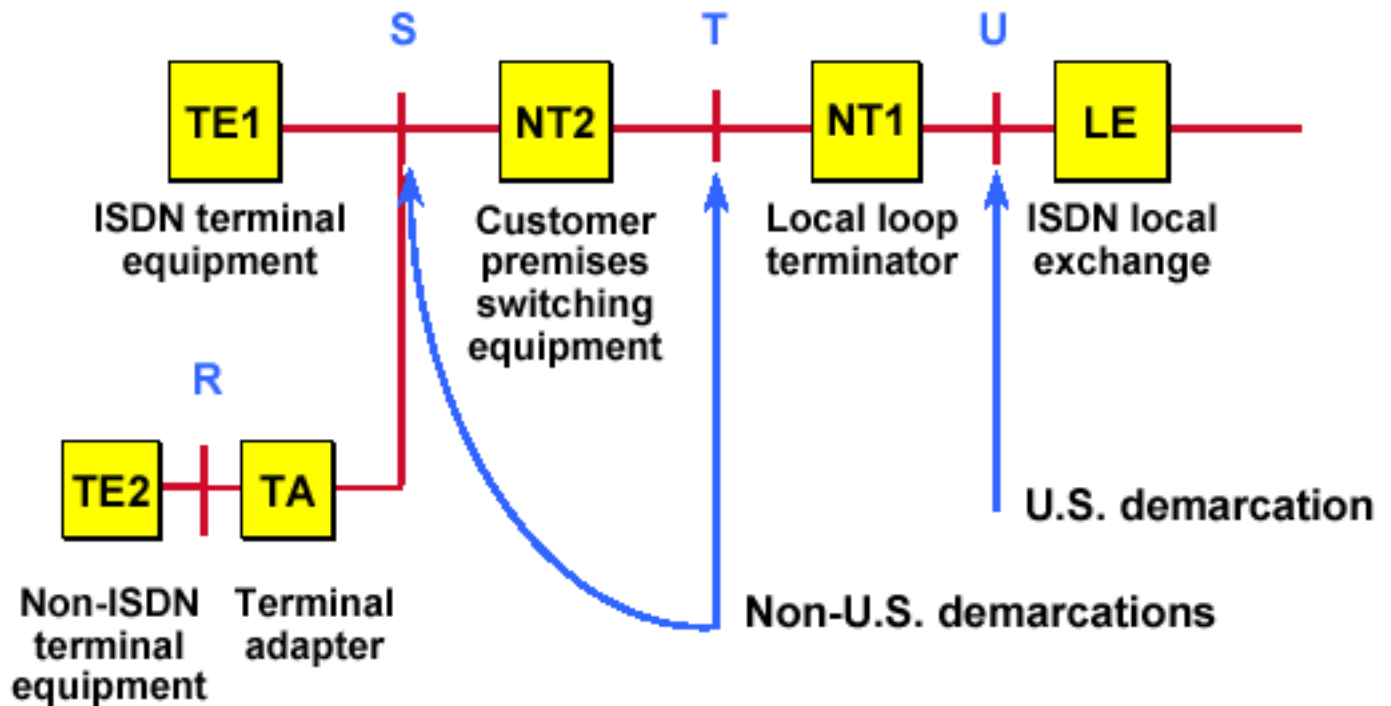 S
T
U
TE1
NT2
NT1
LE
ISDN terminal
equipment
Customer
premises
switching
equipment
Local loop
terminator
ISDN local
exchange
R
TE2
TA
Non-ISDN
terminal
equipment
Terminal
adapter
U.S. demarcation
Non-U.S. demarcations